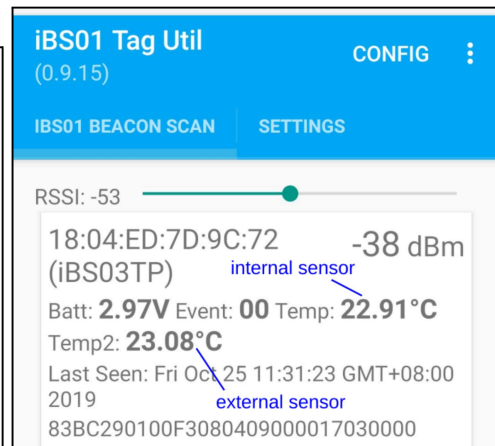 iBS01 Tag Util
(0.9.15)
CONFIG
IBS01 BEACON SCAN
SETTINGS
RSSI: -53
18:04:ED:7D:9C:72
-38 dBm
(iBS03TP)
internal sensor
Batt: 2.97V Event: 00 Temp: 22.91°C
Temp2: 23.08°C
Last Seen: Fri Oct 25 11:31:23 GMT+08:00
2019
external sensor
83BC290100F3080409000017030000